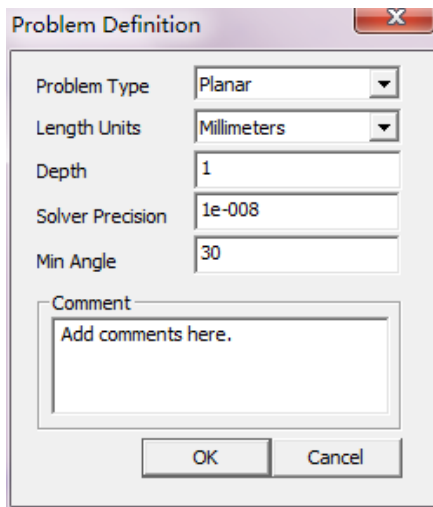 Problem Definition
Problem Type Planar
Length Units Millimeters
Depth 1
Solver Precision 1e-008
Min Angle 30
Comment
Add comments here.
OK Cancel